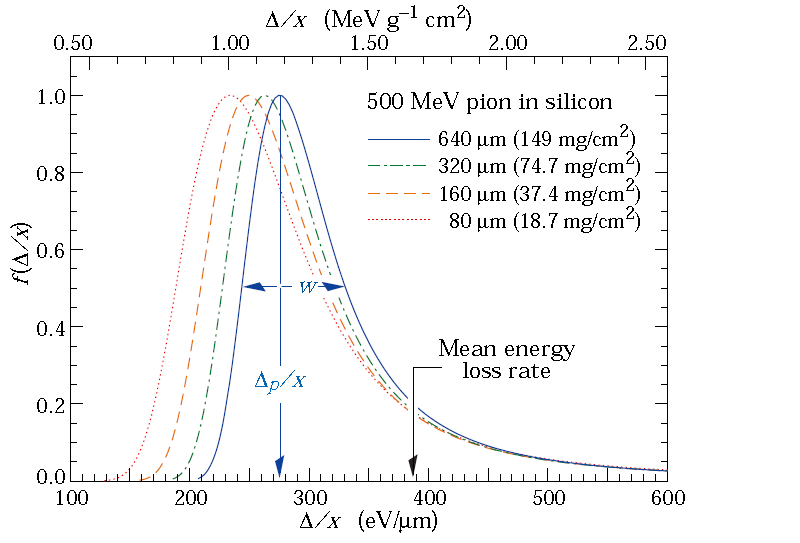 Δ/x (MeV g⁻¹ cm²)
0.50 1.00 1.50 2.00 2.50
500 MeV pion in silicon
640 µm (149 mg/cm²)
320 µm (74.7 mg/cm²)
160 µm (37.4 mg/cm²)
80 µm (18.7 mg/cm²)
f(Δ/x)
1.0
0.8
0.6
0.4
0.2
0.0
w
Δₚ/x
Mean energy
loss rate
100 200 300 400 500 600
Δ/x (eV/µm)